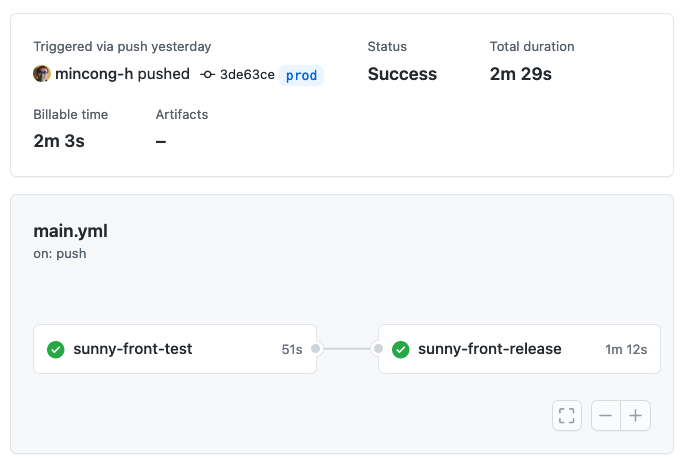 Triggered via push yesterday
mincong-h pushed 3de63ce prod
Status
Success
Total duration
2m 29s
Billable time
2m 3s
Artifacts
–
main.yml
on: push
sunny-front-test 51s
sunny-front-release 1m 12s